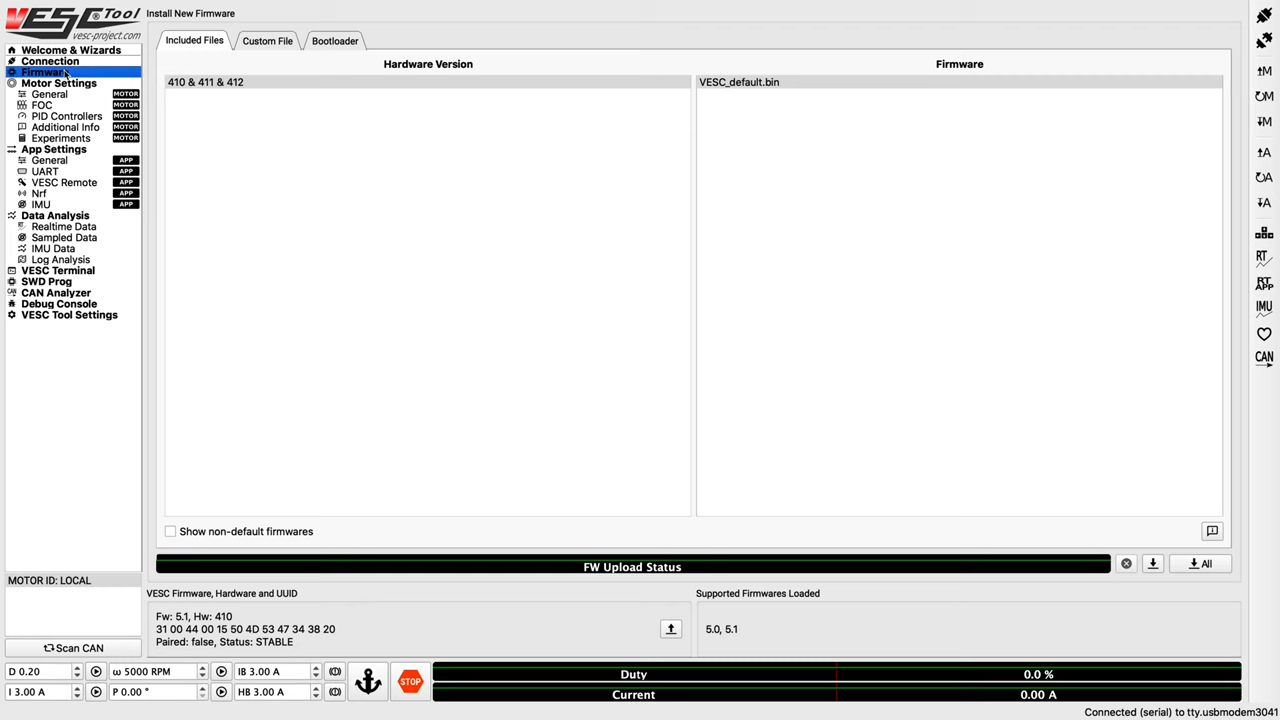 VESC Tool
vesc-project.com
Welcome & Wizards
Connection
Firmware
Motor Settings
General MOTOR
FOC MOTOR
PID Controllers MOTOR
Additional Info MOTOR
Experiments MOTOR
App Settings
General APP
UART APP
VESC Remote APP
Nrf APP
IMU APP
Data Analysis
Realtime Data
Sampled Data
IMU Data
Log Analysis
VESC Terminal
SWD Prog
CAN Analyzer
Debug Console
VESC Tool Settings
MOTOR ID: LOCAL
Scan CAN
Install New Firmware
Included Files Custom File Bootloader
Hardware Version Firmware
410 & 411 & 412 VESC_default.bin
Show non-default firmwares
FW Upload Status All
VESC Firmware, Hardware and UUID
Fw: 5.1, Hw: 410
31 00 44 00 15 50 4D 53 47 34 38 20
Paired: false, Status: STABLE
Supported Firmwares Loaded
5.0, 5.1
D 0.20 ω 5000 RPM IB 3.00 A
I 3.00 A P 0.00 ° HB 3.00 A
STOP
Duty 0.0 %
Current 0.00 A
Connected (serial) to tty.usbmodem3041
M
M
M
A
A
A
RT
RT
APP
IMU
CAN